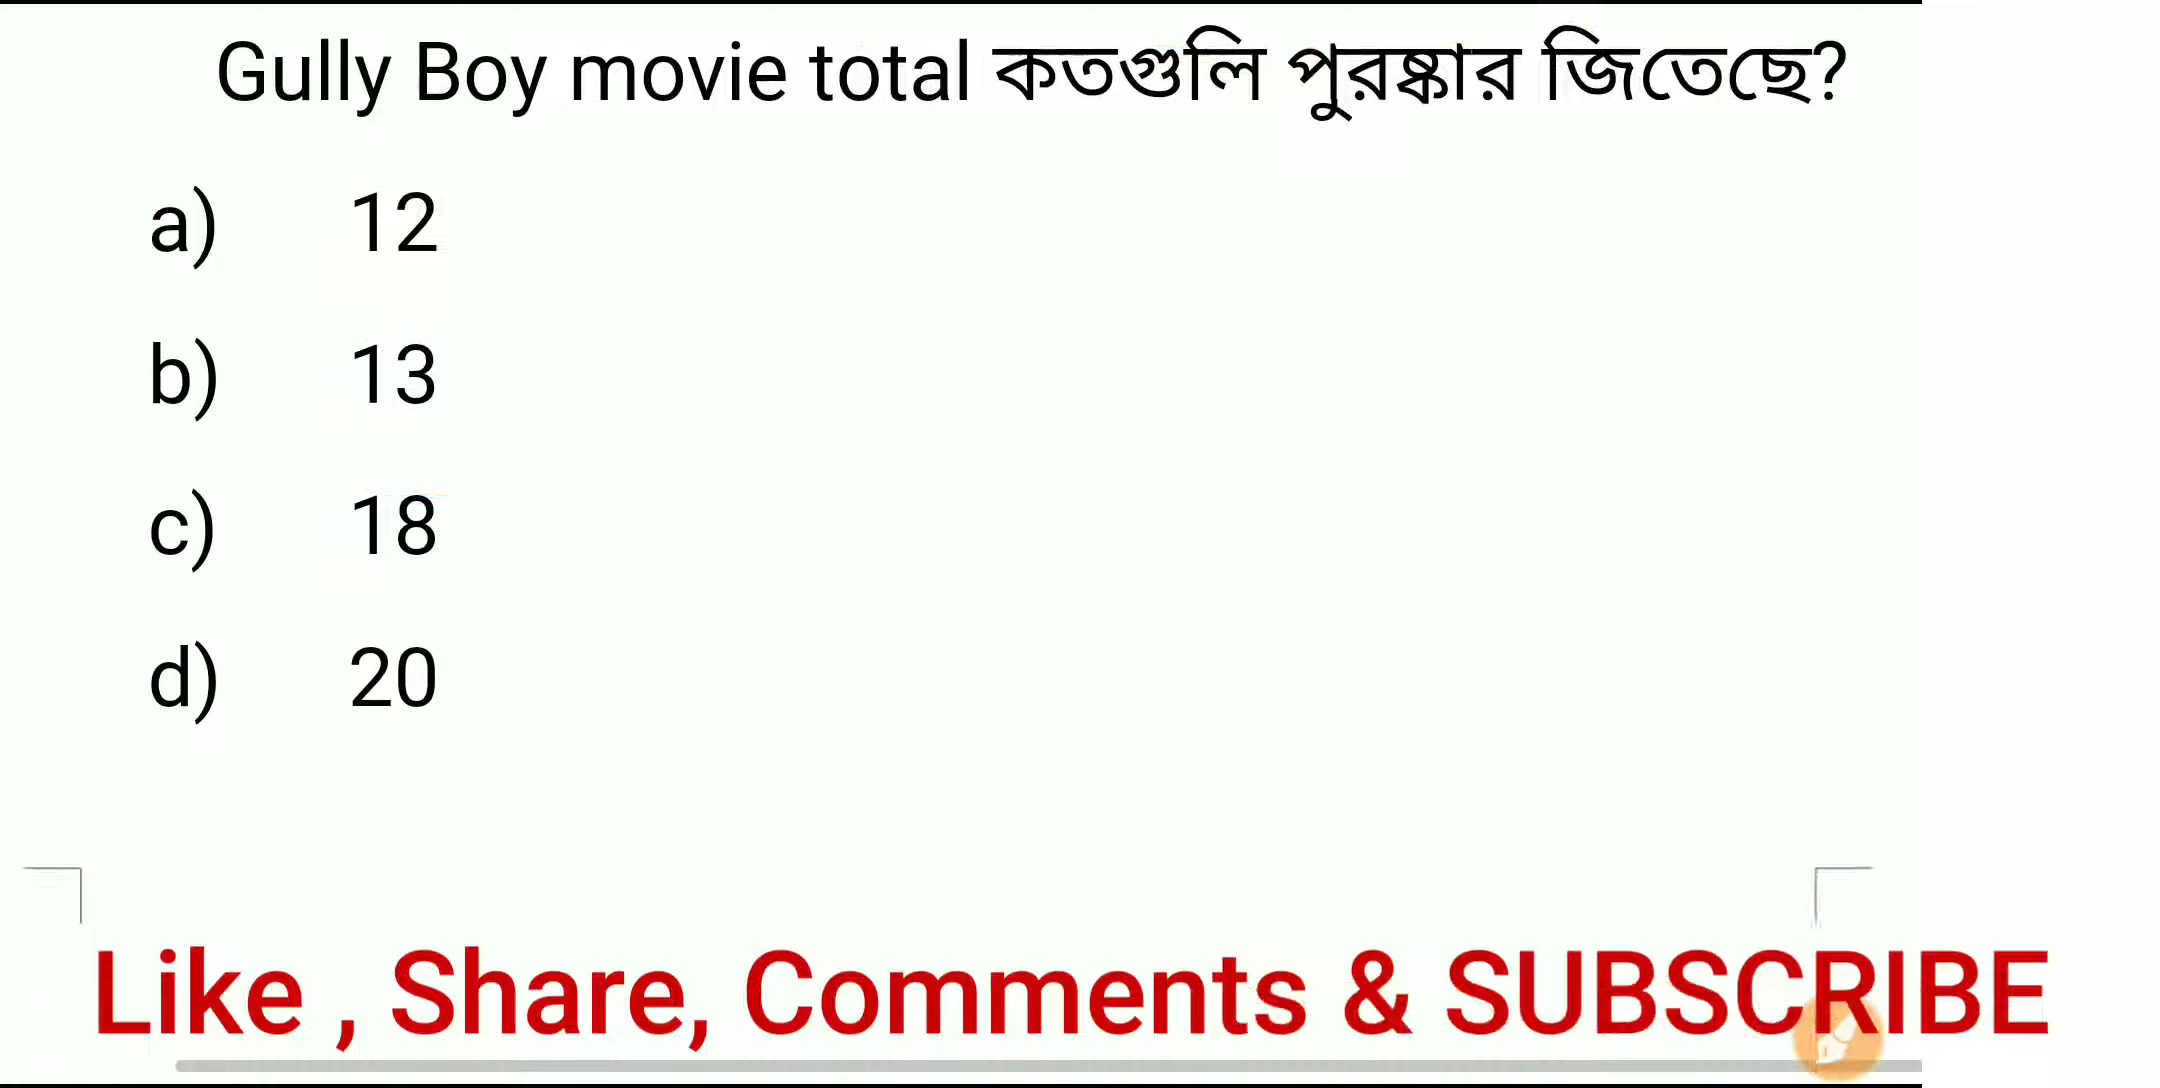 Gully Boy movie total কতগুলি পুরষ্কার জিতেছে?
a) 12
b) 13
c) 18
d) 20
Like , Share, Comments & SUBSCRIBE